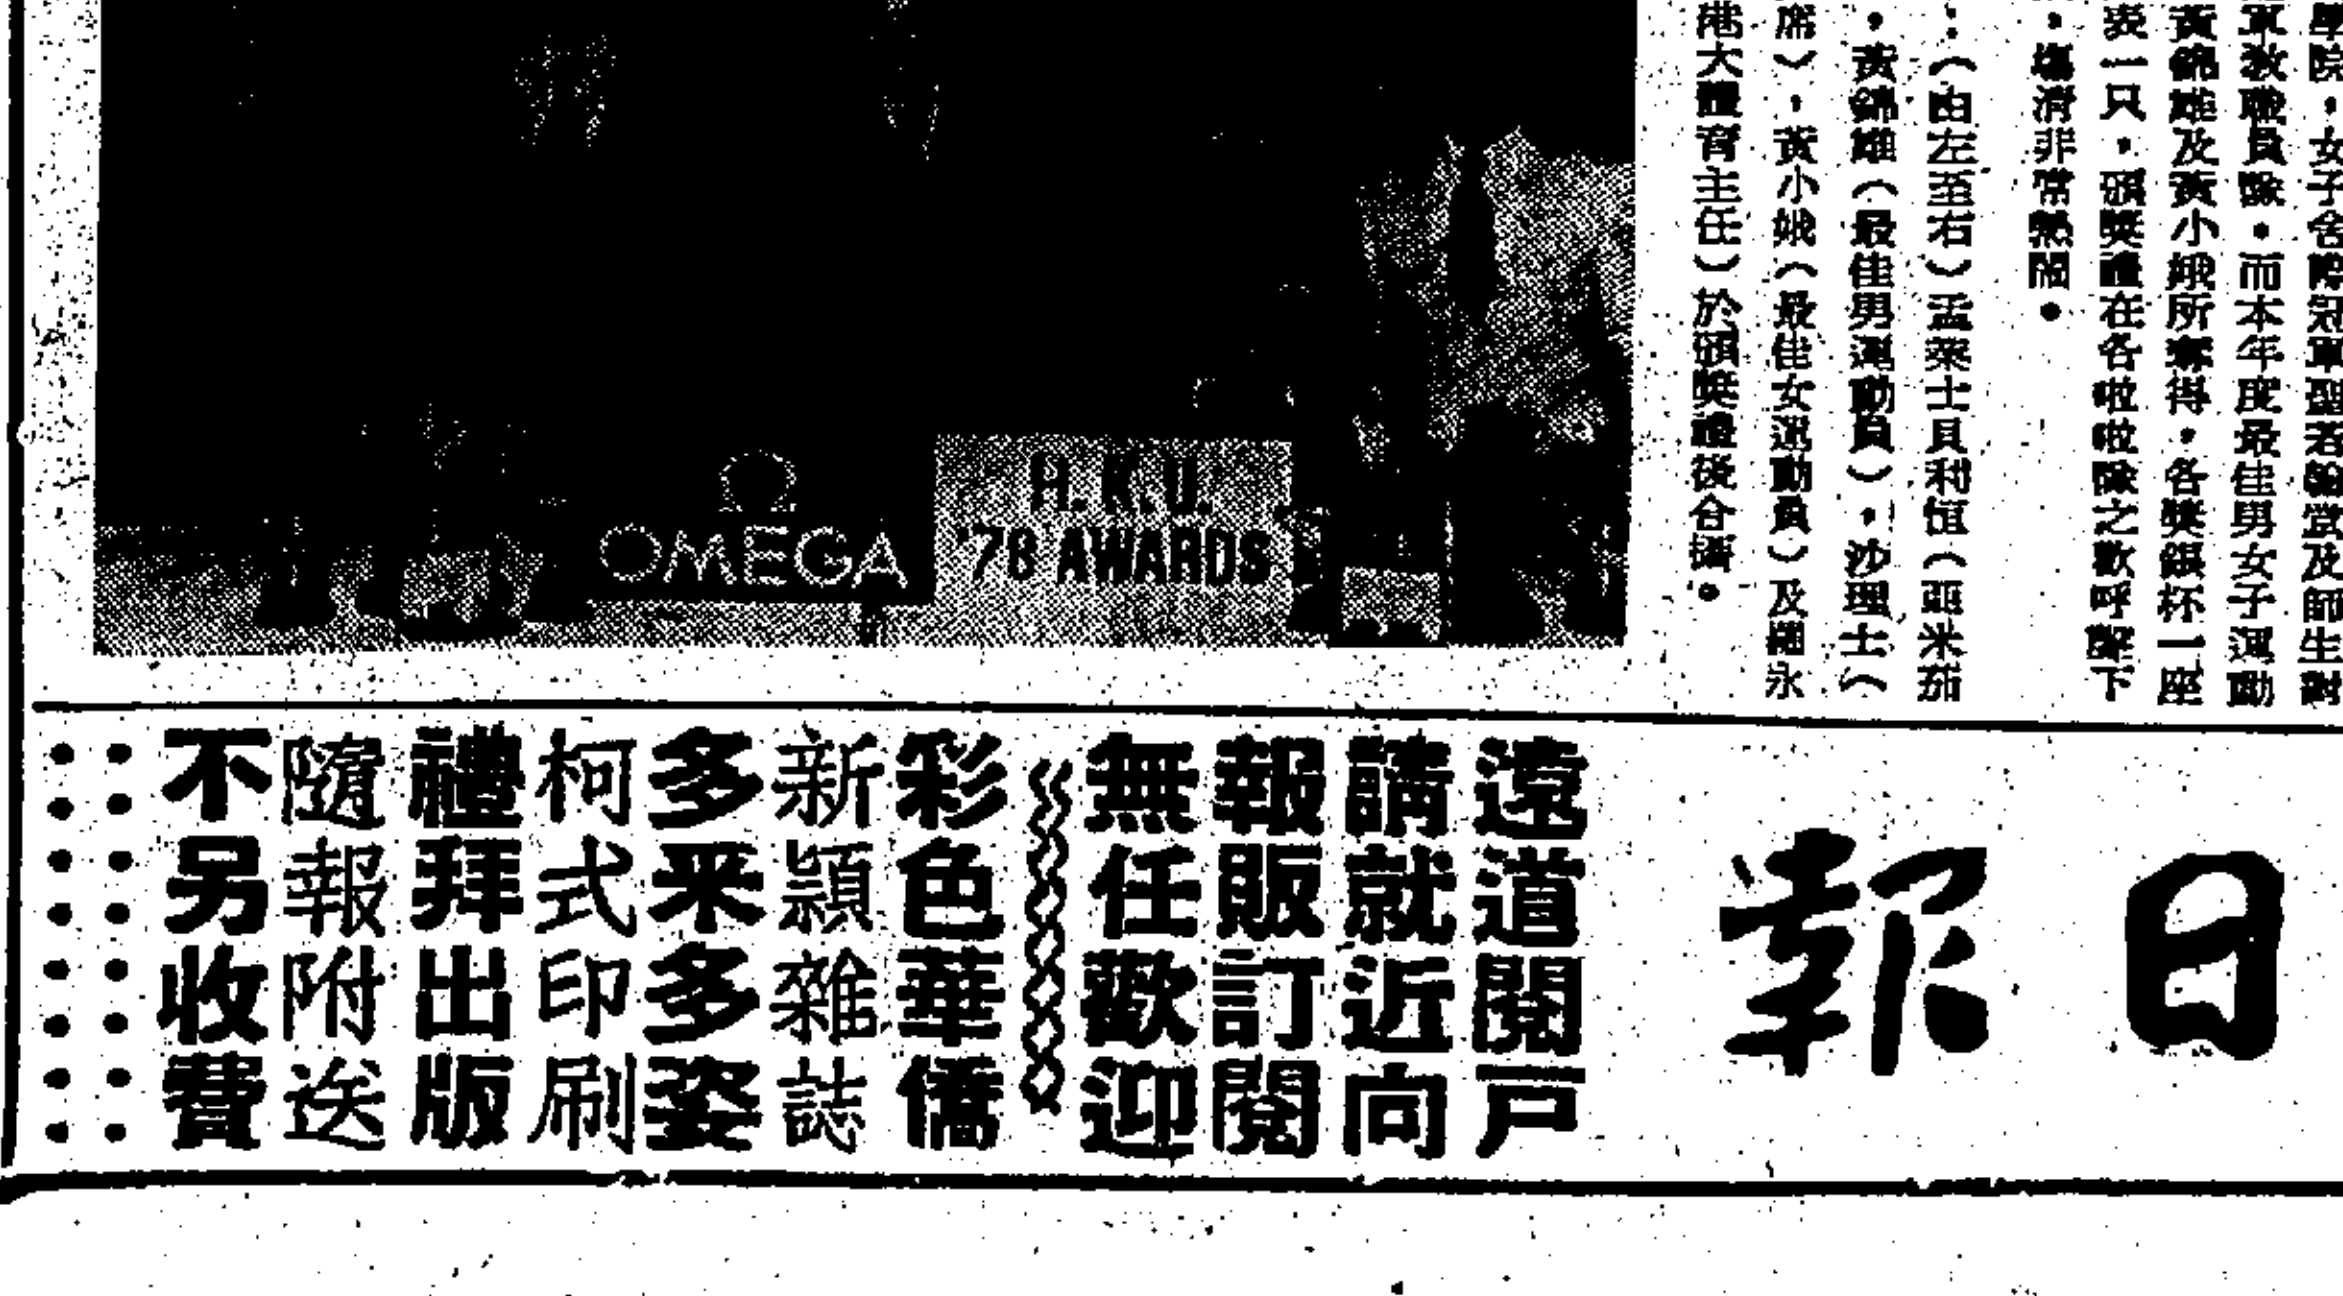 學院，女子舍際冠軍聖若翰堂及師生對
軍教職員隊。而本年度最佳男女子運動
黃錦雄及黃小娥所奪得，各獎銀杯一座
表一只，頒獎禮在各啦啦隊之歡呼聲下
，場淸非常熱鬧。
：（由左至右）孟萊士貝利恒（亞米茄
，黃錦雄（最佳男運動員），沙理士（
席），黃小娥（最佳女運動員）及繼永
港大體育主任）於頒獎禮後合攝。
Ω
OMEGA
H.K.U.
'78 AWARDS
日報
遠道閱戶
請就近向
報販訂閱
無任歡迎
彩色華僑
新穎雜誌
多釆多姿
柯式印刷
禮拜出版
隨報附送
不另收費